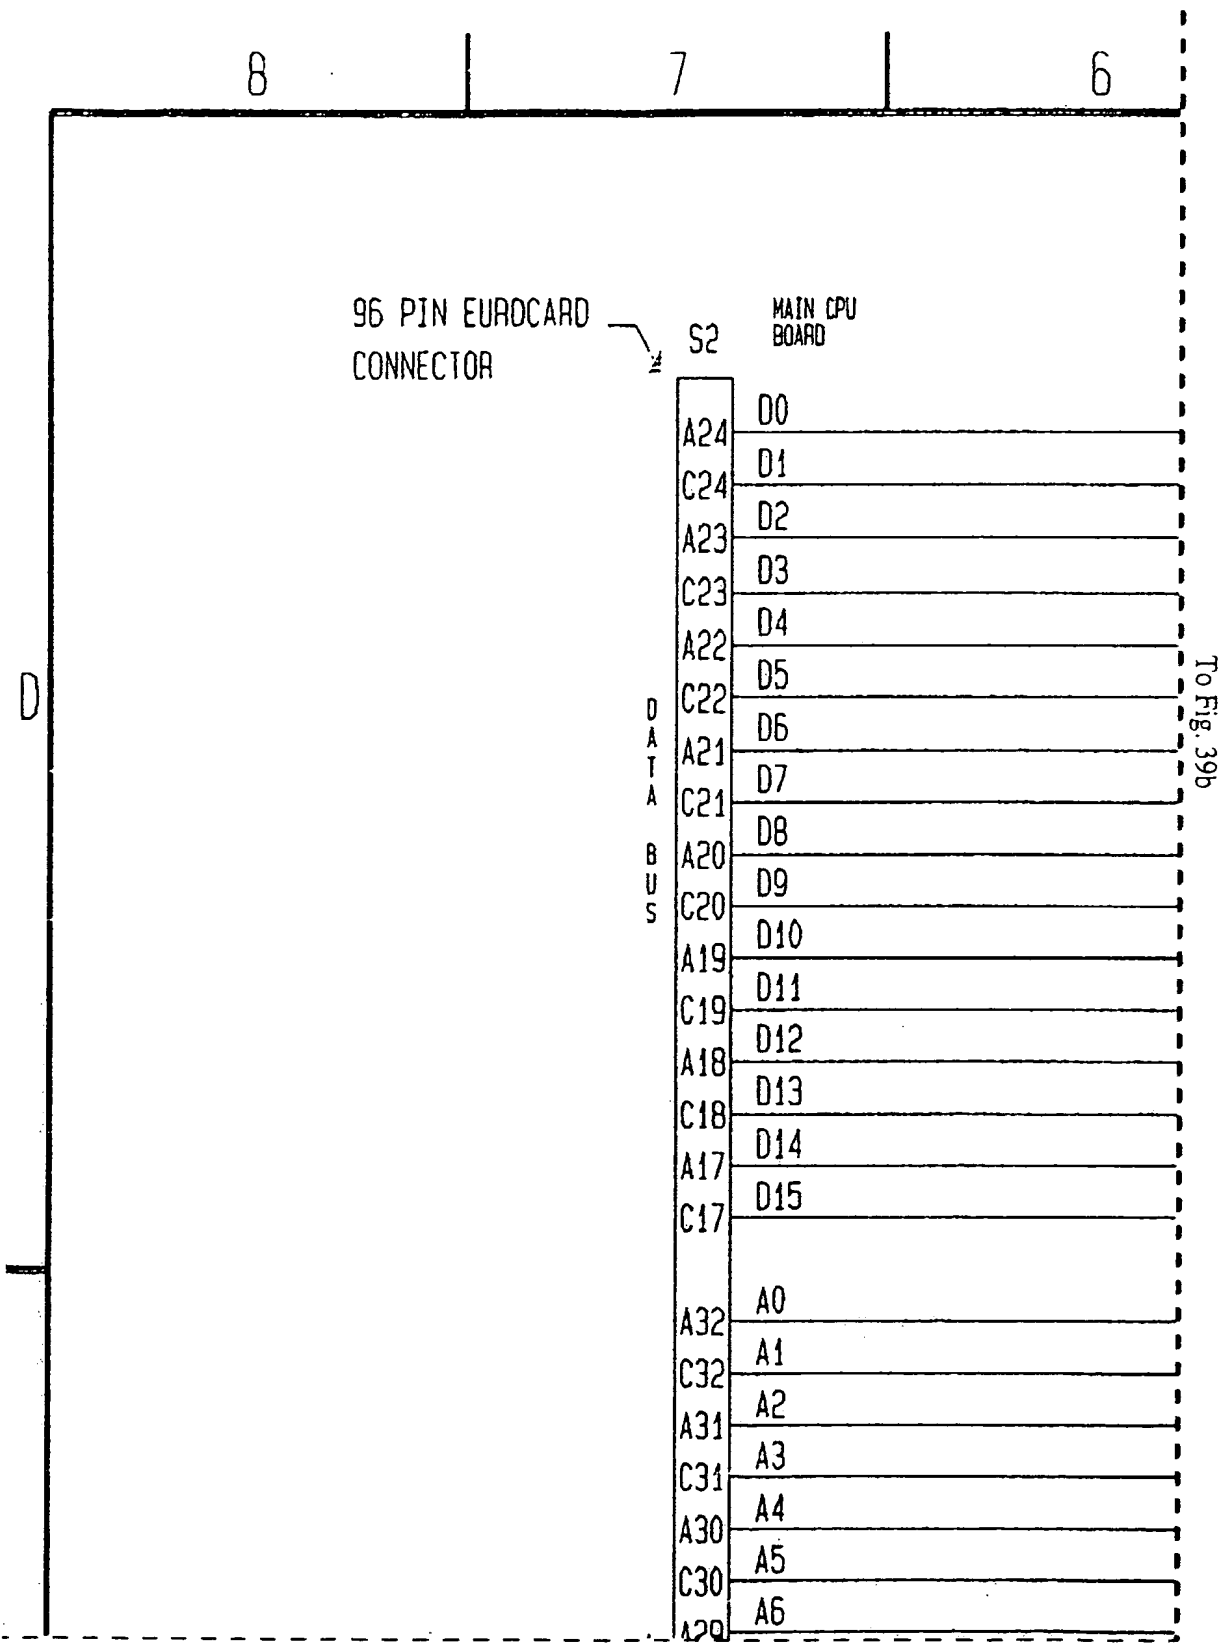 8 7 6
96 PIN EUROCARD
CONNECTOR
S2
MAIN CPU
BOARD
D
DATA BUS
To Fig. 39b
A24 D0
C24 D1
A23 D2
C23 D3
A22 D4
C22 D5
A21 D6
C21 D7
A20 D8
C20 D9
A19 D10
C19 D11
A18 D12
C18 D13
A17 D14
C17 D15
A32 A0
C32 A1
A31 A2
C31 A3
A30 A4
C30 A5
A29 A6